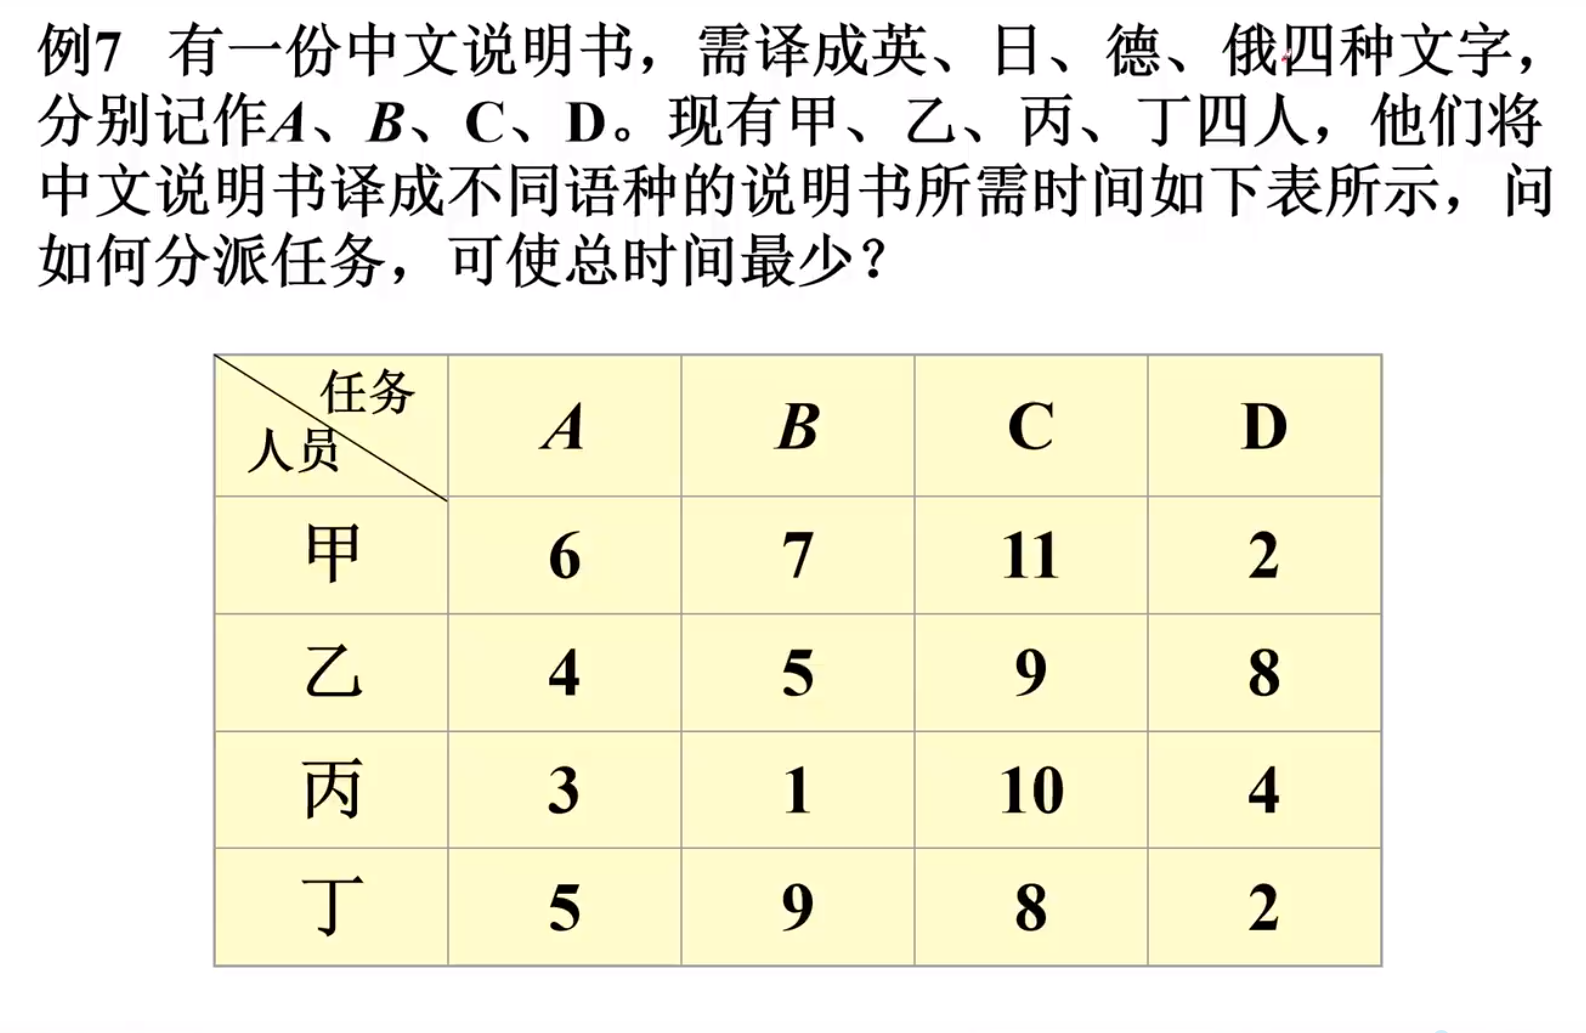 例7 有一份中文说明书，需译成英、日、德、俄四种文字，
分别记作A、B、C、D。现有甲、乙、丙、丁四人，他们将
中文说明书译成不同语种的说明书所需时间如下表所示，问
如何分派任务，可使总时间最少？
任务
人员 A B C D
甲 6 7 11 2
乙 4 5 9 8
丙 3 1 10 4
丁 5 9 8 2